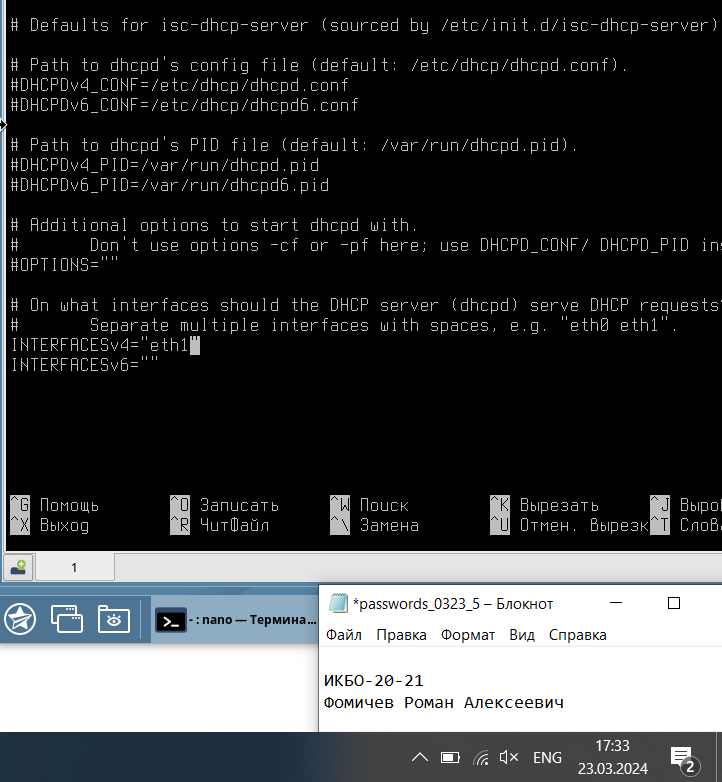 # Defaults for isc-dhcp-server (sourced by /etc/init.d/isc-dhcp-server)
# Path to dhcpd's config file (default: /etc/dhcp/dhcpd.conf).
#DHCPDv4_CONF=/etc/dhcp/dhcpd.conf
#DHCPDv6_CONF=/etc/dhcp/dhcpd6.conf
# Path to dhcpd's PID file (default: /var/run/dhcpd.pid).
#DHCPDv4_PID=/var/run/dhcpd.pid
#DHCPDv6_PID=/var/run/dhcpd6.pid
# Additional options to start dhcpd with.
#       Don't use options -cf or -pf here; use DHCPD_CONF/ DHCPD_PID ins
#OPTIONS=""
# On what interfaces should the DHCP server (dhcpd) serve DHCP requests
#       Separate multiple interfaces with spaces, e.g. "eth0 eth1".
INTERFACESv4="eth1"
INTERFACESv6=""
^G Помощь ^O Записать ^W Поиск ^K Вырезать ^J Выро
^X Выход ^R ЧитФайл ^\ Замена ^U Отмен. Вырезк ^T Слов
1
- : nano — Термина...
*passwords_0323_5 – Блокнот
Файл Правка Формат Вид Справка
ИКБО-20-21
Фомичев Роман Алексеевич
ENG 17:33
23.03.2024 2